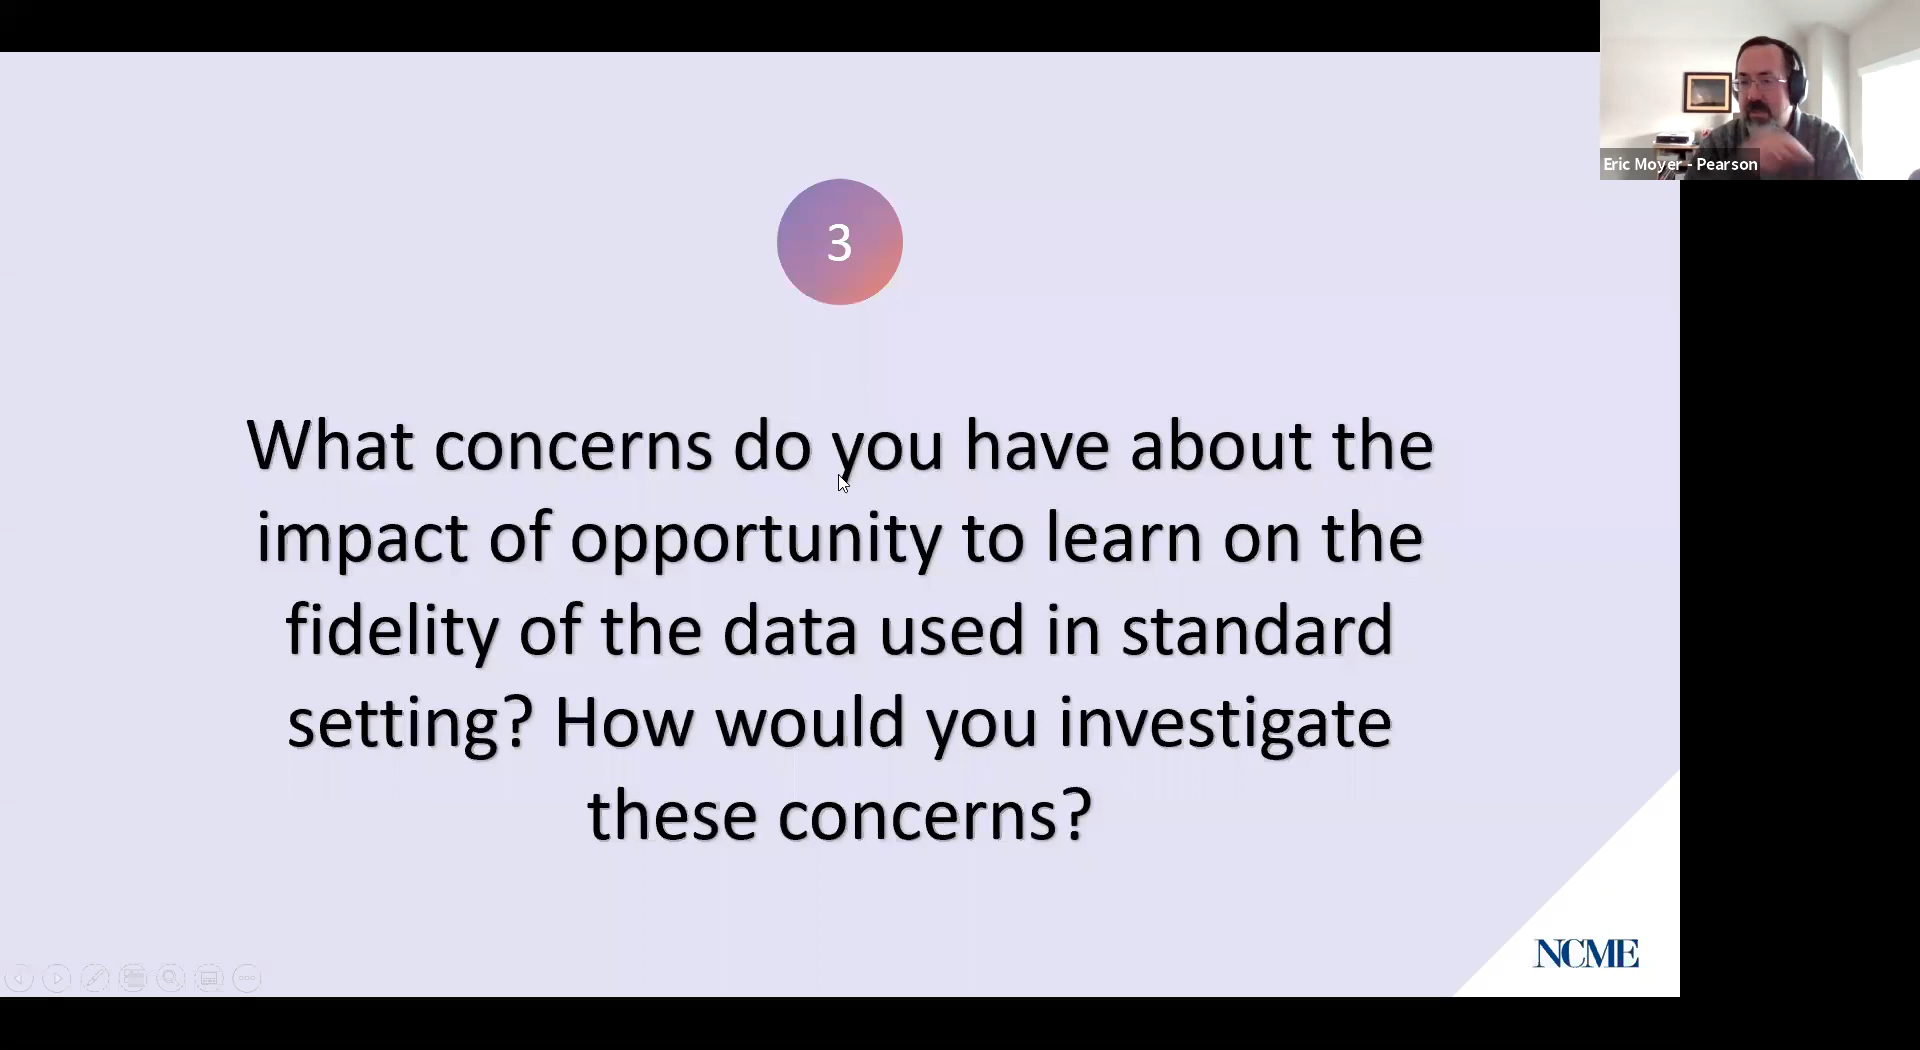 Eric Moyer - Pearson
3
What concerns do you have about the
impact of opportunity to learn on the
fidelity of the data used in standard
setting? How would you investigate
these concerns?
NCME